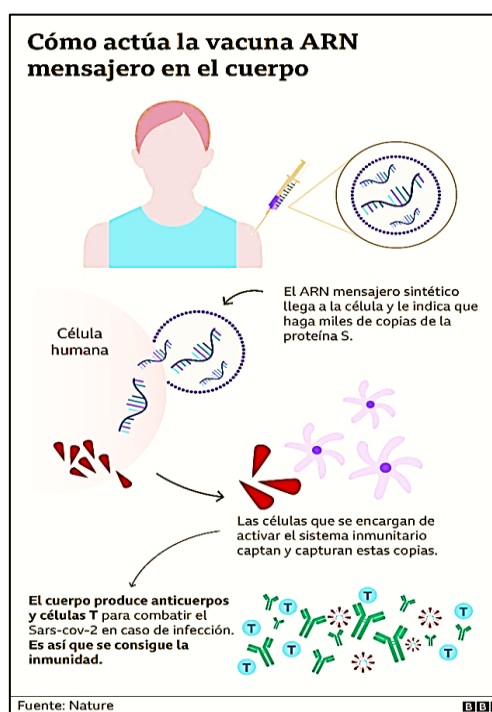 Cómo actúa la vacuna ARN
mensajero en el cuerpo
El ARN mensajero sintético
llega a la célula y le indica que
haga miles de copias de la
proteína S.
Célula
humana
Las células que se encargan de
activar el sistema inmunitario
captan y capturan estas copias.
El cuerpo produce anticuerpos
y células T para combatir el
Sars-cov-2 en caso de infección.
Es así que se consigue la
inmunidad.
T
T
T
T
T
T
T
Fuente: Nature
BBC